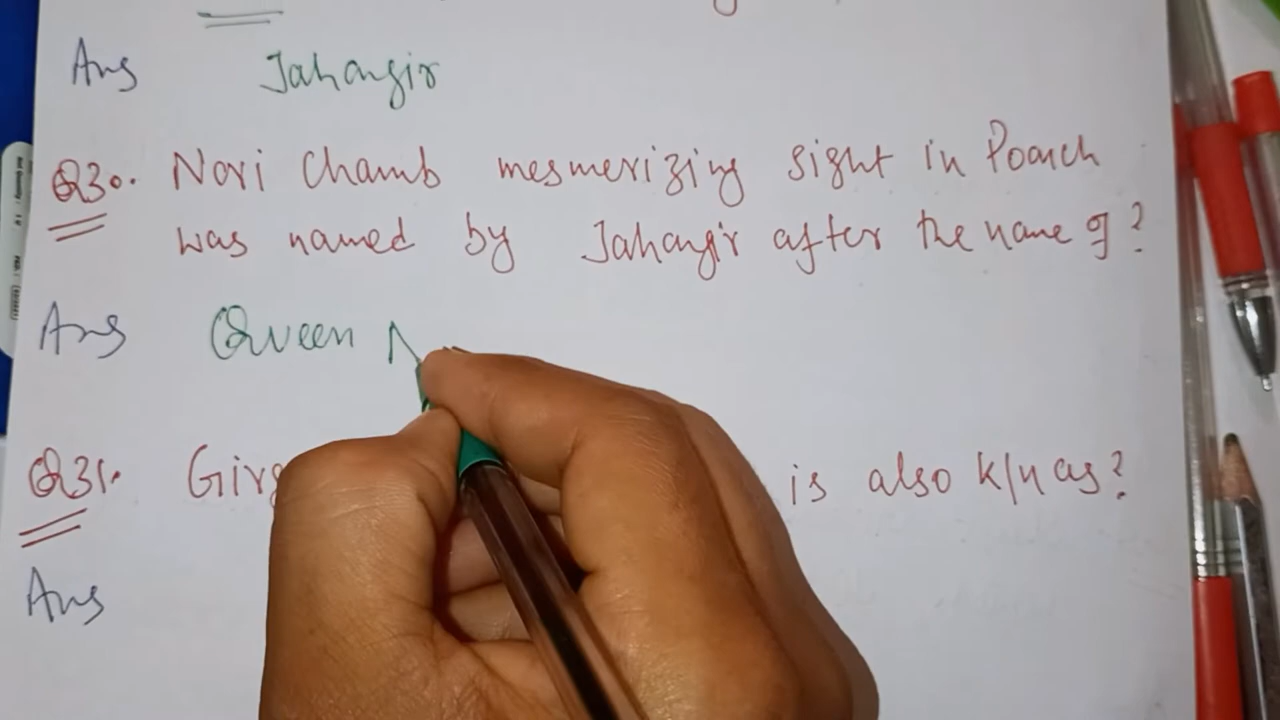 Ans Jahangir
Q30. Nori Chamb mesmerizing sight in Poonch
was named by Jahangir after the name of?
Ans Queen N
Q31. Girg is also k/n as?
Ans